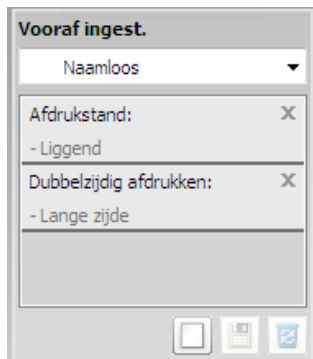 Vooraf ingest.
Naamloos
Afdrukstand:
- Liggend
Dubbelzijdig afdrukken:
- Lange zijde